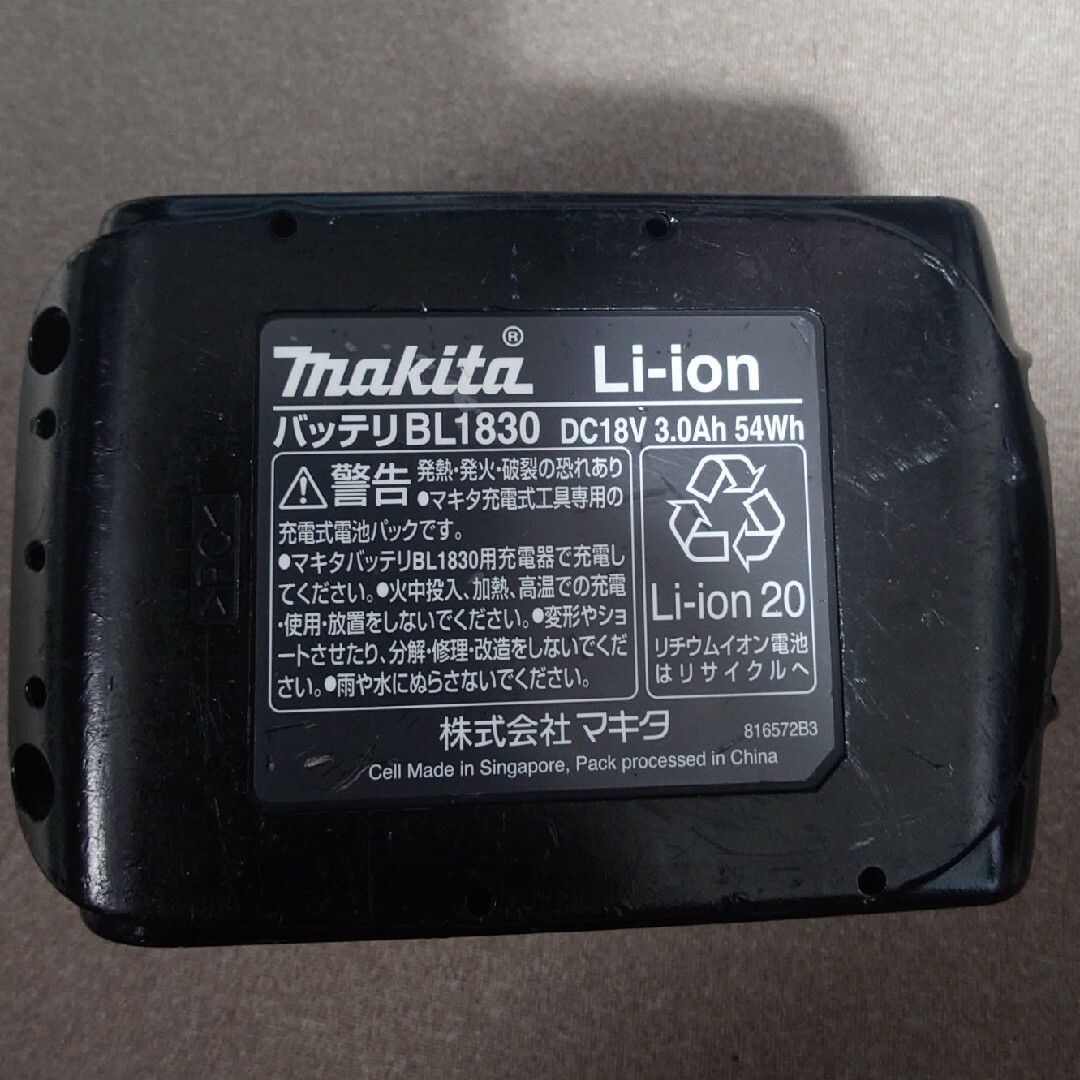 makita® Li-ion
バッテリBL1830 DC18V 3.0Ah 54Wh
警告 発熱・発火・破裂の恐れあり
●マキタ充電式工具専用の
充電式電池パックです。
●マキタバッテリBL1830用充電器で充電し
てください。●火中投入、加熱、高温での充電
・使用・放置をしないでください。●変形やショ
ートさせたり、分解・修理・改造をしないでくだ
さい。●雨や水にぬらさないでください。
Li-ion 20
リチウムイオン電池
はリサイクルへ
株式会社マキタ 816572B3
Cell Made in Singapore, Pack processed in China
>PC<